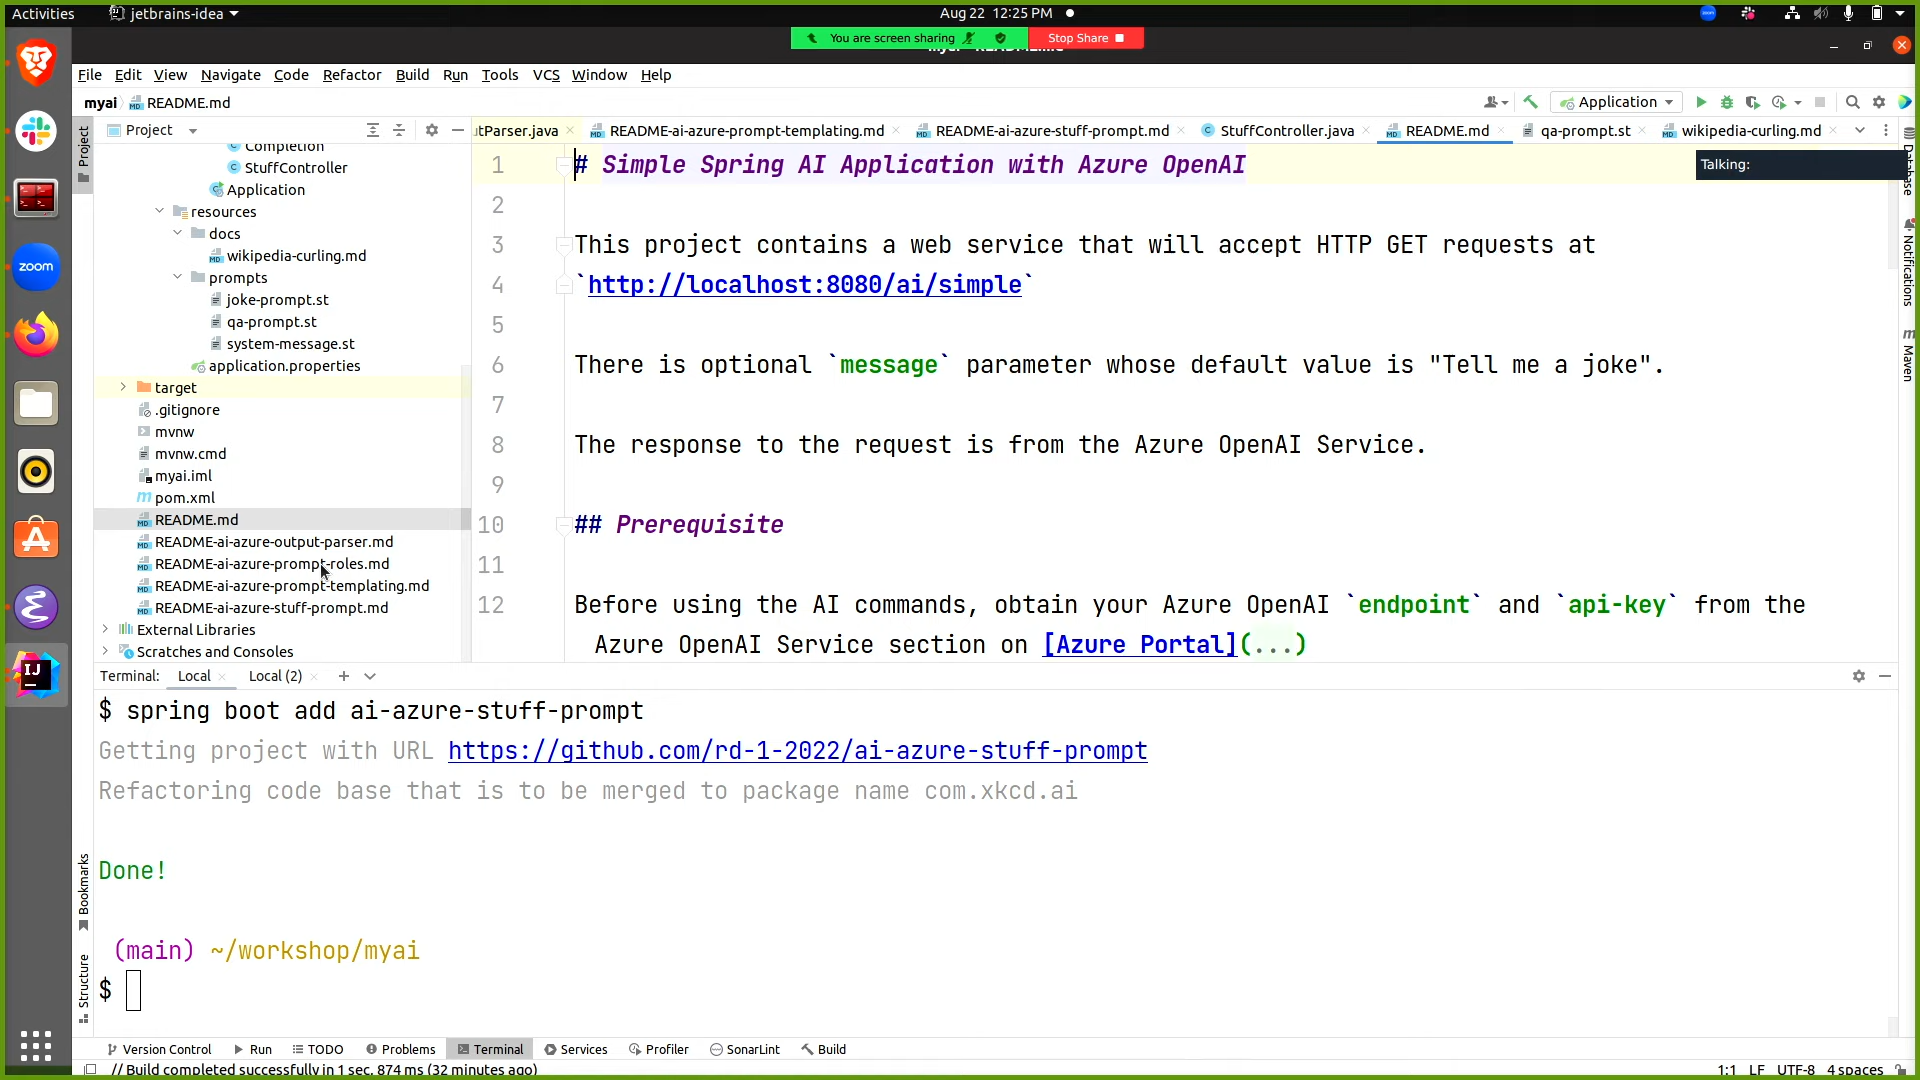 Activities
jetbrains-idea
Aug 22 12:25 PM
zoom
You are screen sharing
Stop Share
File Edit View Navigate Code Refactor Build Run Tools VCS Window Help
myai README.md
Application
Project
Project
tParser.java
README-ai-azure-prompt-templating.md
README-ai-azure-stuff-prompt.md
StuffController.java
README.md
qa-prompt.st
wikipedia-curling.md
Talking:
Database
Notifications
Maven
Completion
StuffController
Application
resources
docs
wikipedia-curling.md
prompts
joke-prompt.st
qa-prompt.st
system-message.st
application.properties
target
.gitignore
mvnw
mvnw.cmd
myai.iml
pom.xml
README.md
README-ai-azure-output-parser.md
README-ai-azure-prompt-roles.md
README-ai-azure-prompt-templating.md
README-ai-azure-stuff-prompt.md
External Libraries
Scratches and Consoles
1 # Simple Spring AI Application with Azure OpenAI
2
3 This project contains a web service that will accept HTTP GET requests at
4 `http://localhost:8080/ai/simple`
5
6 There is optional `message` parameter whose default value is "Tell me a joke".
7
8 The response to the request is from the Azure OpenAI Service.
9
10 ## Prerequisite
11
12 Before using the AI commands, obtain your Azure OpenAI `endpoint` and `api-key` from the
Azure OpenAI Service section on [Azure Portal](...)
Terminal: Local Local (2)
$ spring boot add ai-azure-stuff-prompt
Getting project with URL https://github.com/rd-1-2022/ai-azure-stuff-prompt
Refactoring code base that is to be merged to package name com.xkcd.ai
Done!
(main) ~/workshop/myai
$
Bookmarks
Structure
Version Control Run TODO Problems Terminal Services Profiler SonarLint Build
// Build completed successfully in 1 sec, 874 ms (32 minutes ago)
1:1 LF UTF-8 4 spaces